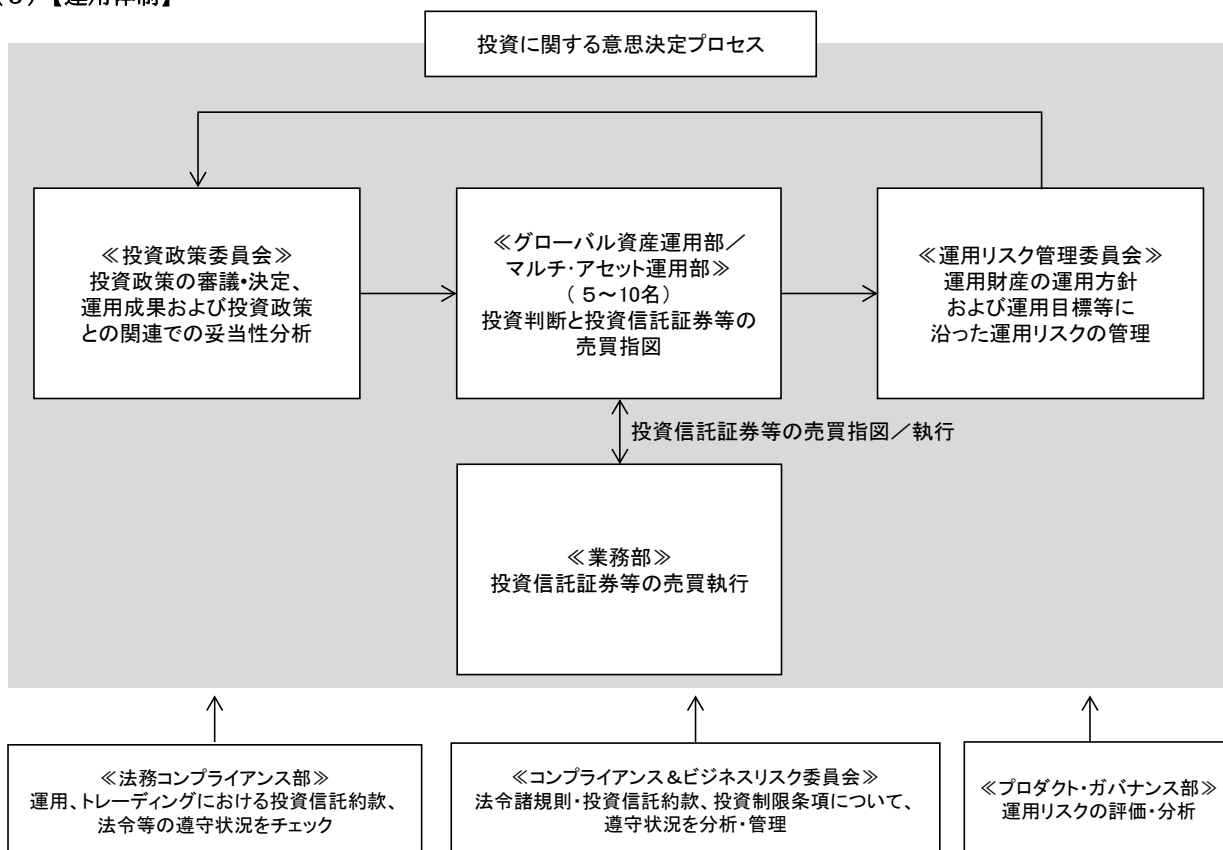 (3)【運用体制】
投資に関する意思決定プロセス
≪投資政策委員会≫
投資政策の審議・決定、
運用成果および投資政策
との関連での妥当性分析
≪グローバル資産運用部／
マルチ・アセット運用部≫
（ 5～10名）
投資判断と投資信託証券等の
売買指図
≪運用リスク管理委員会≫
運用財産の運用方針
および運用目標等に
沿った運用リスクの管理
投資信託証券等の売買指図／執行
≪業務部≫
投資信託証券等の売買執行
≪法務コンプライアンス部≫
運用、トレーディングにおける投資信託約款、
法令等の遵守状況をチェック
≪コンプライアンス＆ビジネスリスク委員会≫
法令諸規則・投資信託約款、投資制限条項について、
遵守状況を分析・管理
≪プロダクト・ガバナンス部≫
運用リスクの評価・分析